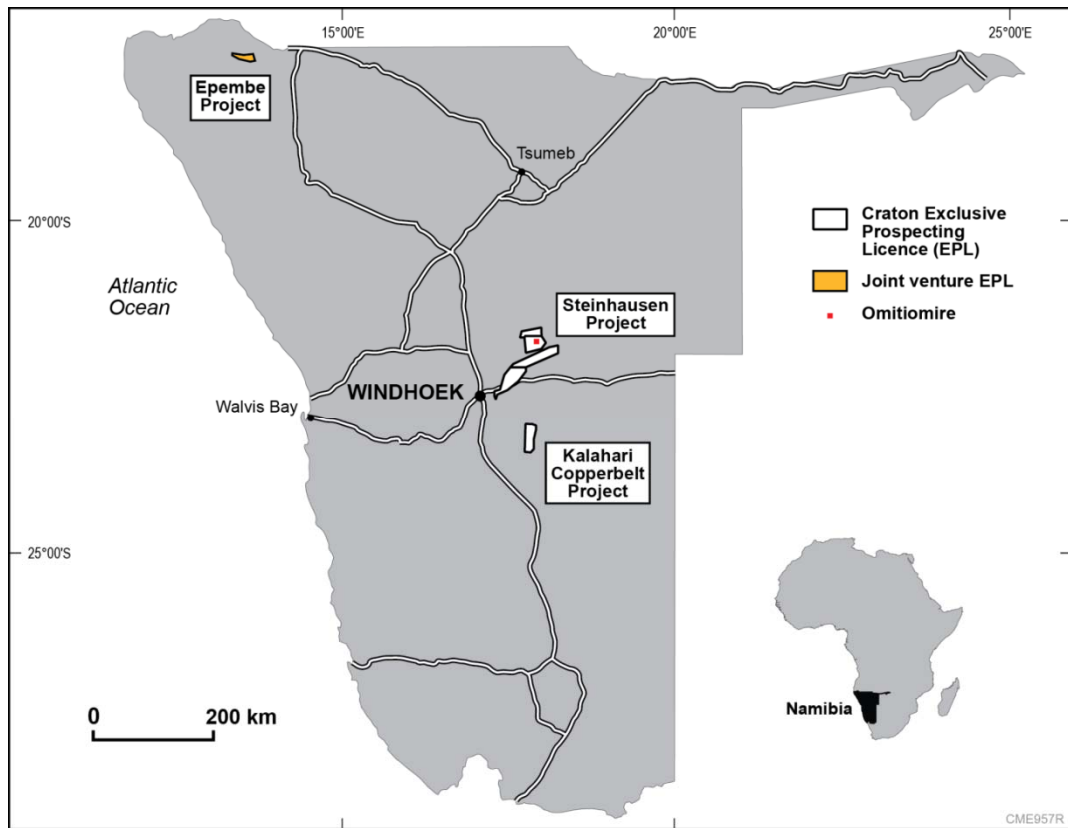 15°00'E
20°00'E
25°00'E
Epembe
Project
Tsumeb
20°00'S
Craton Exclusive
Prospecting
Licence (EPL)
Joint venture EPL
Omitiomire
Atlantic
Ocean
Steinhausen
Project
WINDHOEK
Walvis Bay
Kalahari
Copperbelt
Project
25°00'S
0
200 km
Namibia
CME957R